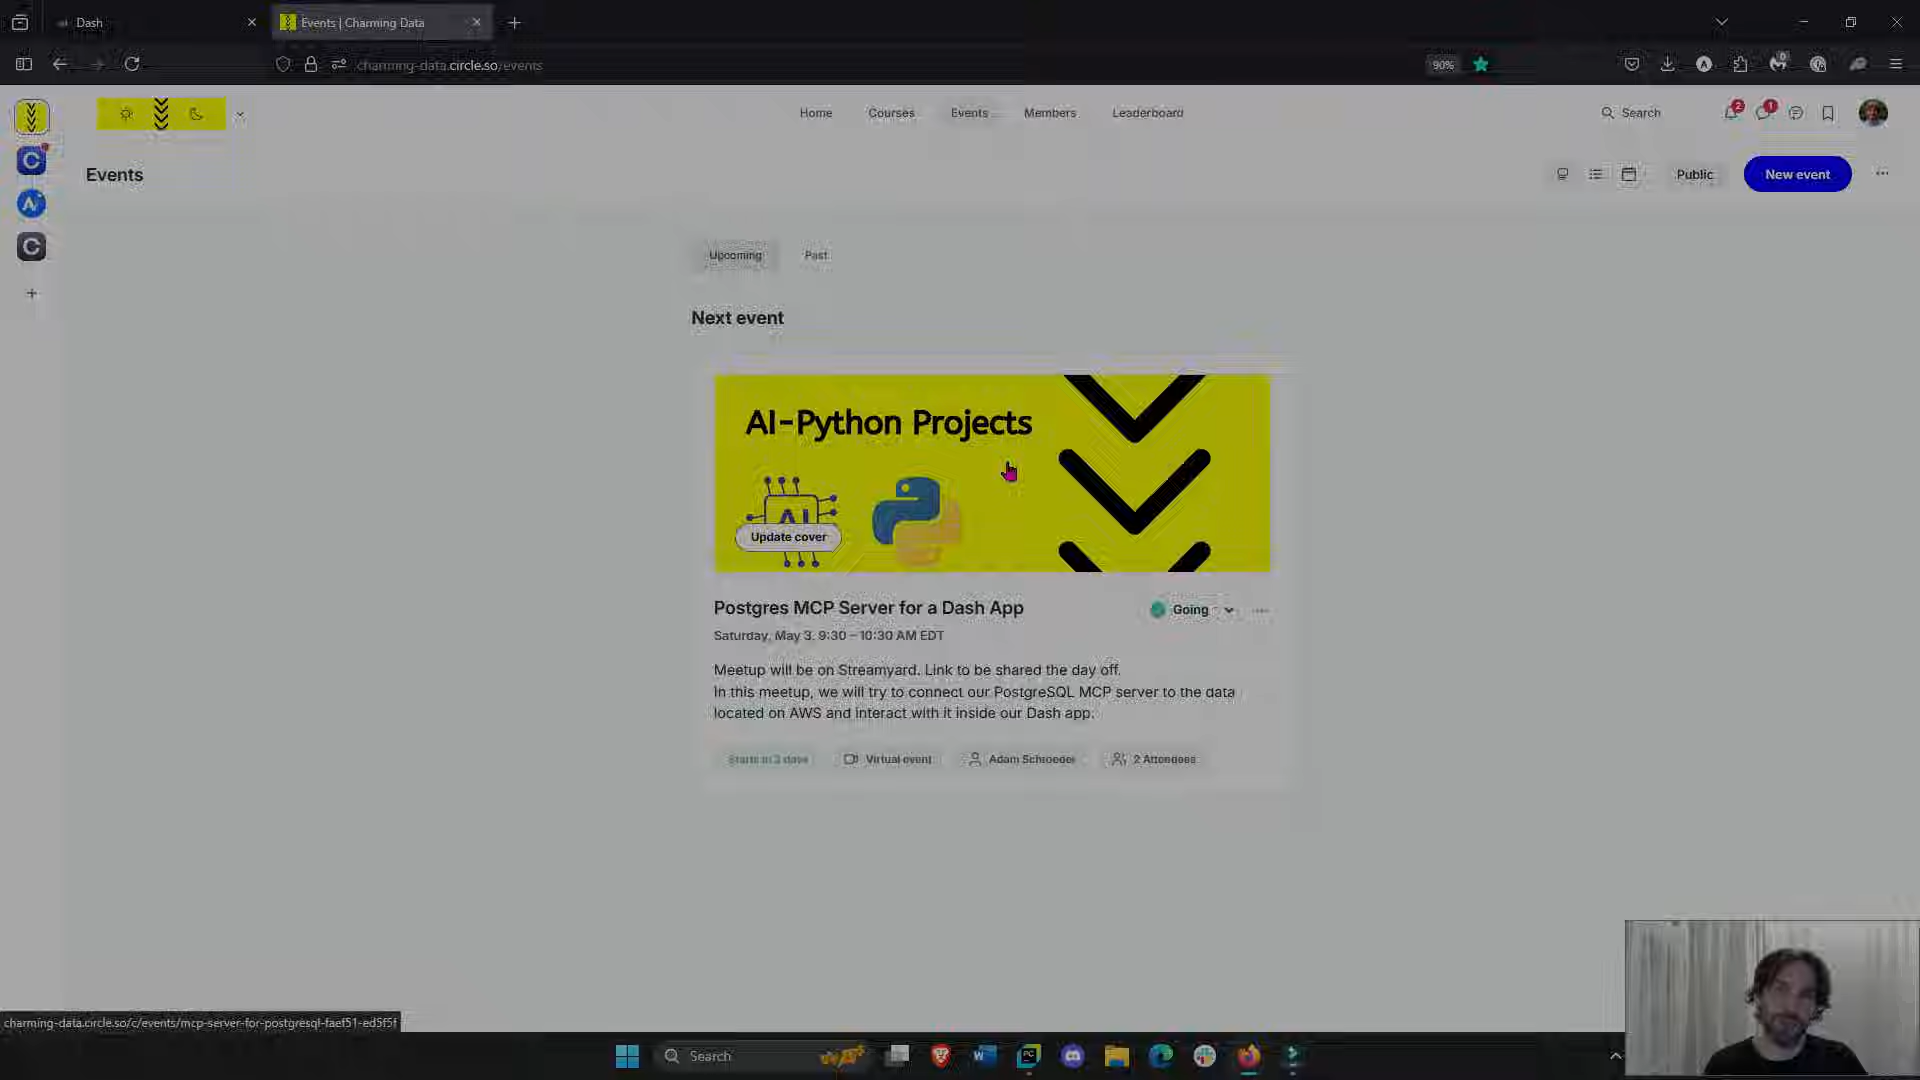 Dash
Events | Charming Data
charming-data.circle.so/events
90%
Home
Courses
Events
Members
Leaderboard
Search
2
1
0
Events
Public
New event
Upcoming
Past
Next event
AI-Python Projects
AI
Update cover
Postgres MCP Server for a Dash App
Going
Saturday, May 3, 9:30 – 10:30 AM EDT
Meetup will be on Streamyard. Link to be shared the day off.
In this meetup, we will try to connect our PostgreSQL MCP server to the data
located on AWS and interact with it inside our Dash app.
Starts in 3 days
Virtual event
Adam Schroeder
2 Attendees
charming-data.circle.so/c/events/mcp-server-for-postgresql-faef51-ed5f5f
Search